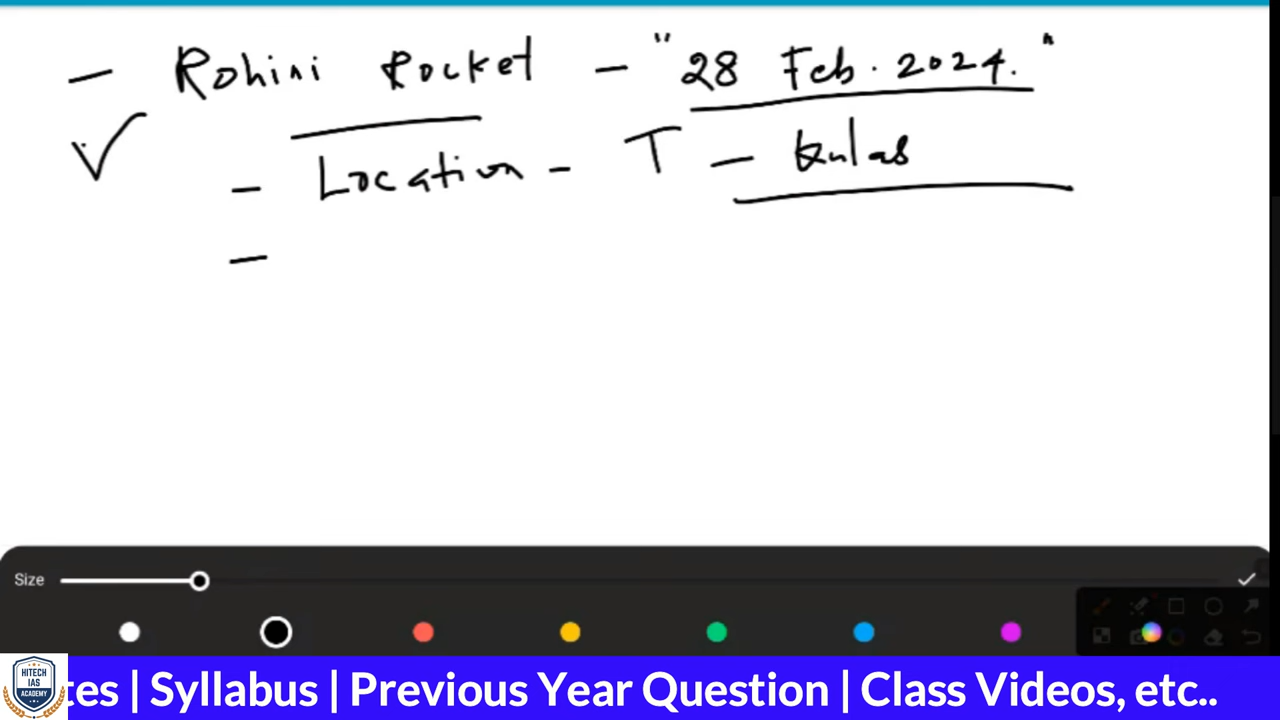 — Rohini Rocket — "28 Feb. 2024."
— Location - T — Kulas
—
Size
HITECH
IAS
ACADEMY
tes | Syllabus | Previous Year Question | Class Videos, etc..